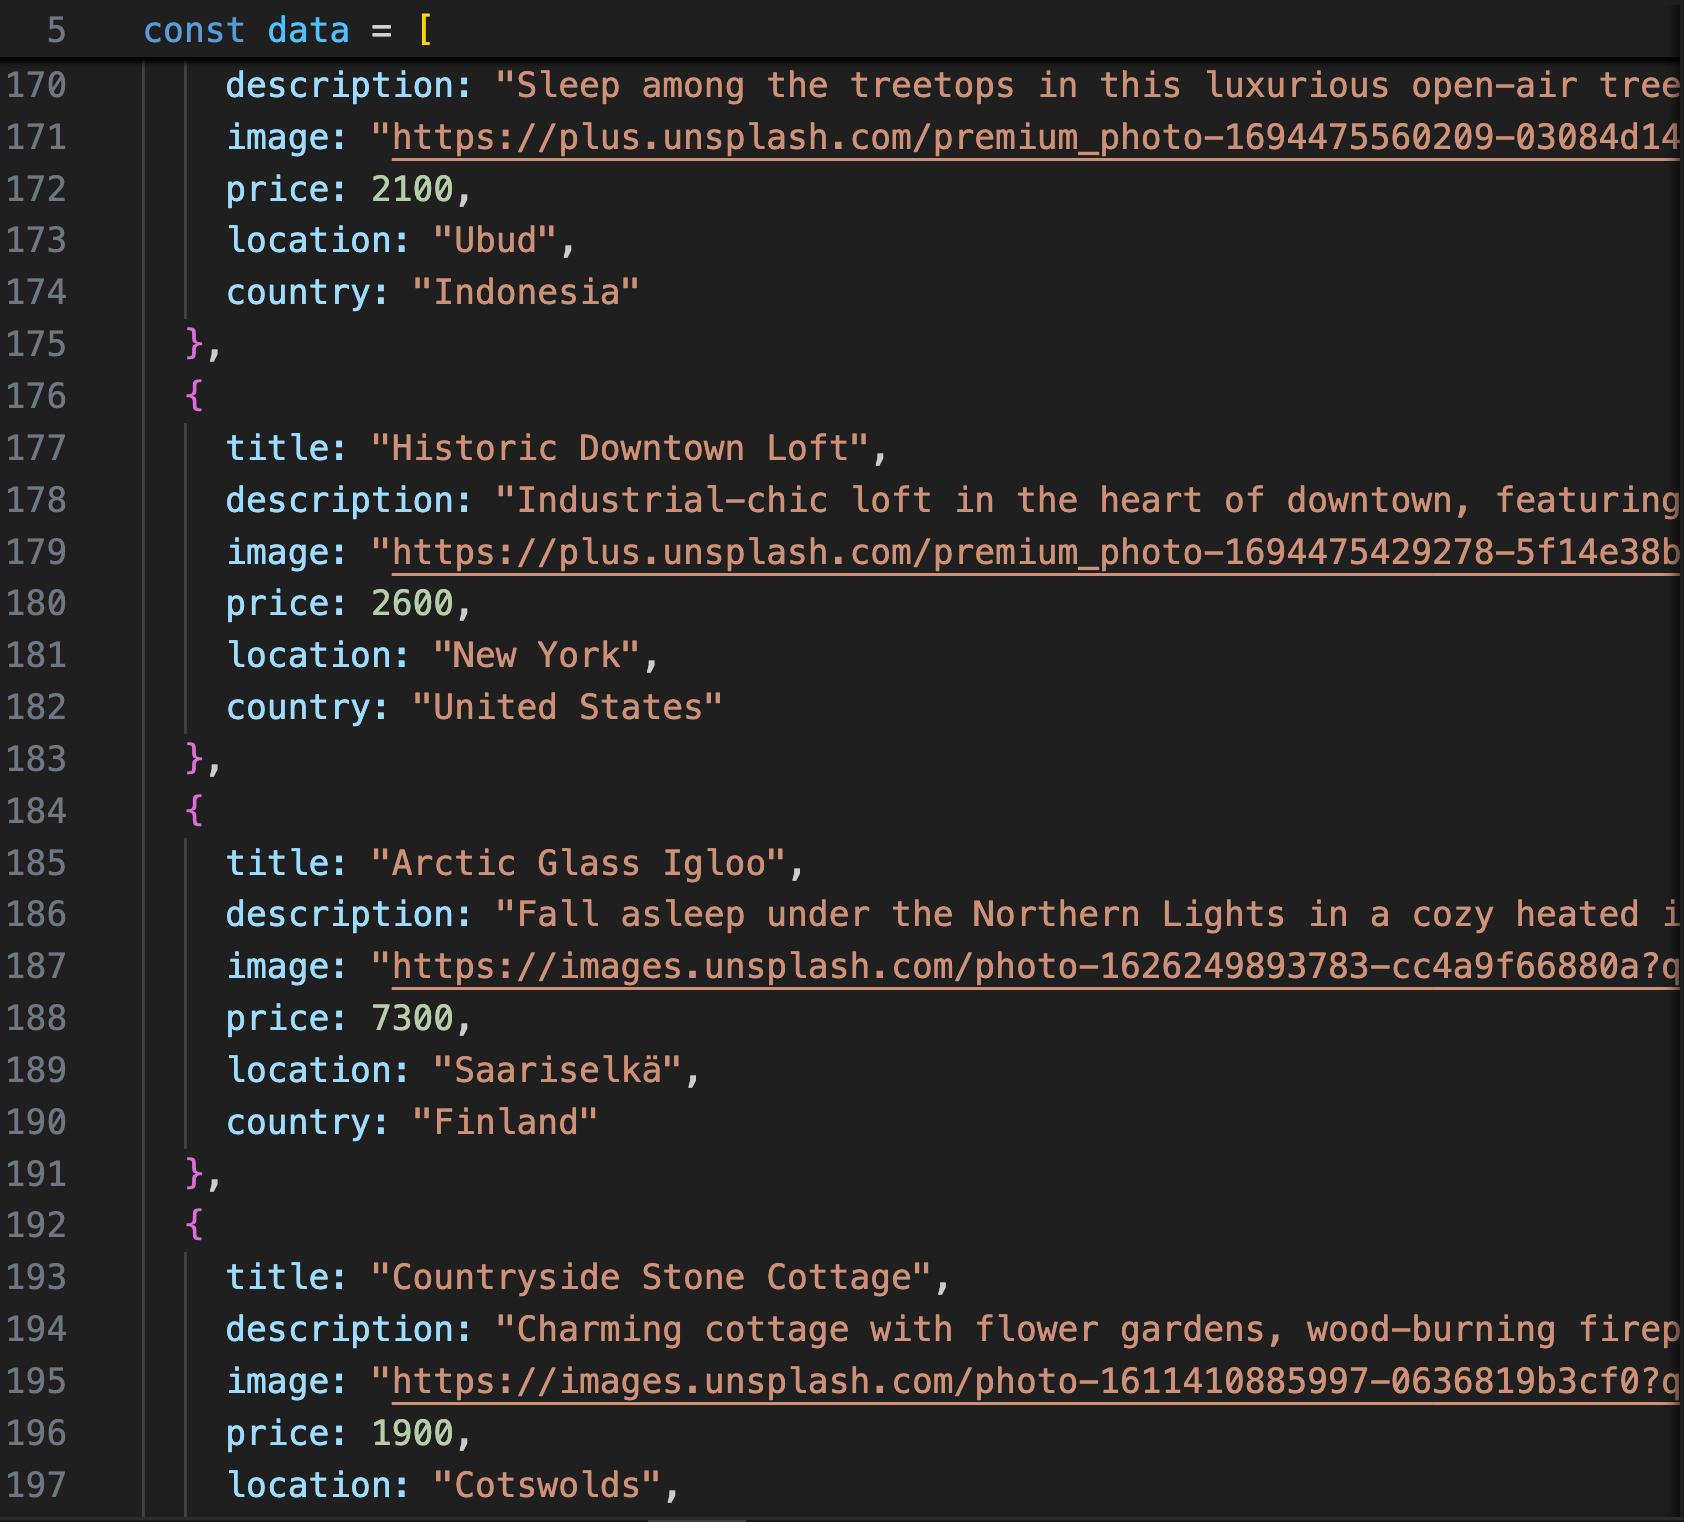 5 const data = [
170 description: "Sleep among the treetops in this luxurious open-air tree
171 image: "https://plus.unsplash.com/premium_photo-1694475560209-03084d14
172 price: 2100,
173 location: "Ubud",
174 country: "Indonesia"
175 },
176 {
177 title: "Historic Downtown Loft",
178 description: "Industrial-chic loft in the heart of downtown, featuring
179 image: "https://plus.unsplash.com/premium_photo-1694475429278-5f14e38b
180 price: 2600,
181 location: "New York",
182 country: "United States"
183 },
184 {
185 title: "Arctic Glass Igloo",
186 description: "Fall asleep under the Northern Lights in a cozy heated i
187 image: "https://images.unsplash.com/photo-1626249893783-cc4a9f66880a?q
188 price: 7300,
189 location: "Saariselkä",
190 country: "Finland"
191 },
192 {
193 title: "Countryside Stone Cottage",
194 description: "Charming cottage with flower gardens, wood-burning firep
195 image: "https://images.unsplash.com/photo-1611410885997-0636819b3cf0?q
196 price: 1900,
197 location: "Cotswolds",